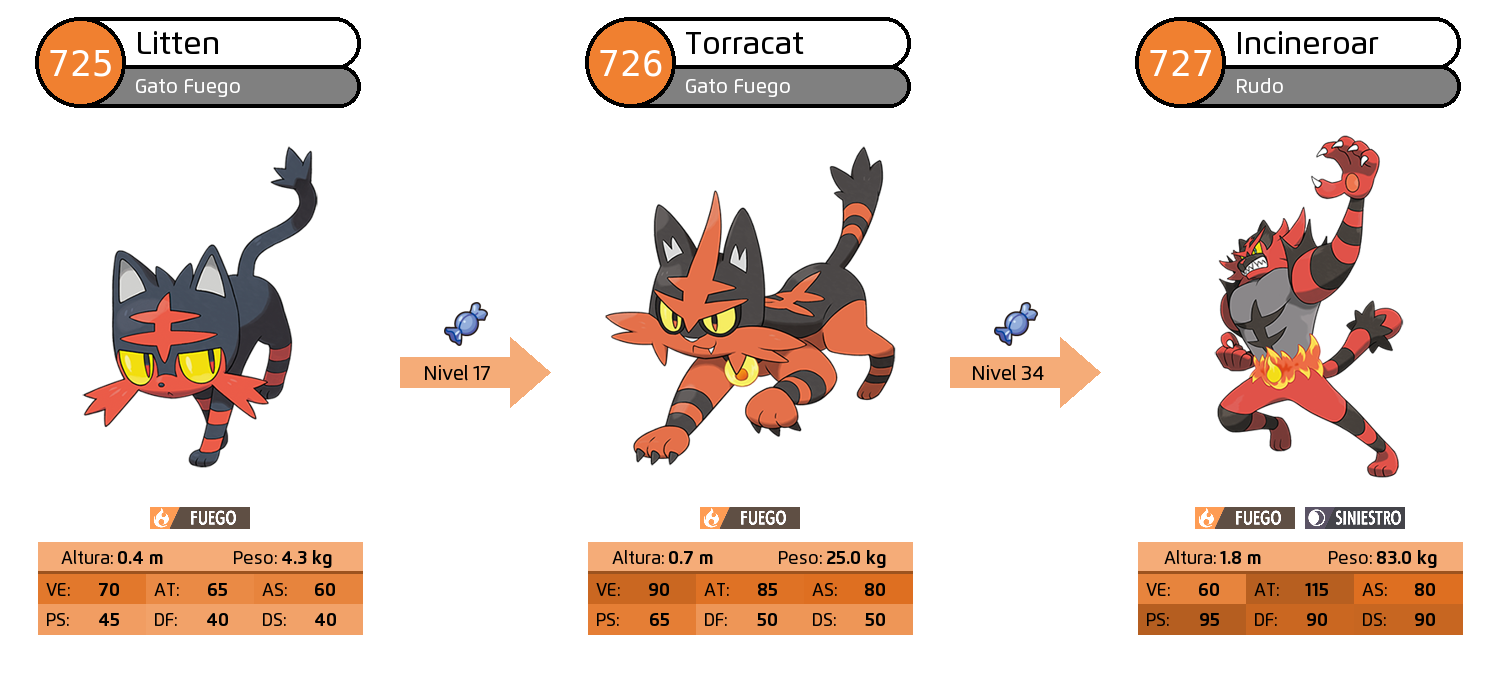 725
Litten
Gato Fuego
726
Torracat
Gato Fuego
727
Incineroar
Rudo
Nivel 17
Nivel 34
FUEGO
FUEGO
FUEGO
SINIESTRO
Altura: 0.4 m Peso: 4.3 kg
VE: 70 AT: 65 AS: 60
PS: 45 DF: 40 DS: 40
Altura: 0.7 m Peso: 25.0 kg
VE: 90 AT: 85 AS: 80
PS: 65 DF: 50 DS: 50
Altura: 1.8 m Peso: 83.0 kg
VE: 60 AT: 115 AS: 80
PS: 95 DF: 90 DS: 90